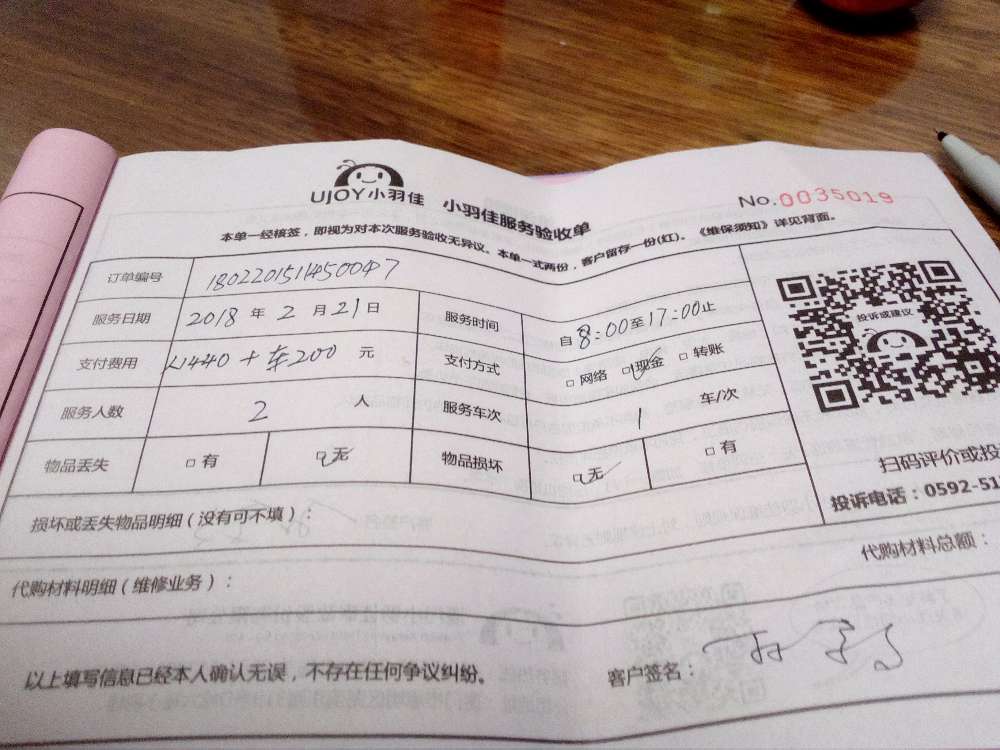 UJOY小羽佳 小羽佳服务验收单 No.0035019
本单一经核签，即视为对本次服务验收无异议。本单一式两份，客户留存一份(红)。《维保须知》详见背面。
订单编号 180220151450047
服务日期 2018 年 2 月 21 日 服务时间 自 8:00 至 17:00 止
支付费用 1440 + 车200 元 支付方式 □ 网络 □ 现金 □ 转账
服务人数 2 人 服务车次 1 车/次
物品丢失 □ 有 □ 无 物品损坏 □ 无 □ 有
投诉或建议
扫码评价或投
投诉电话：0592-51
损坏或丢失物品明细（没有可不填）：
代购材料明细（维修业务）： 代购材料总额：
以上填写信息已经本人确认无误，不存在任何争议纠纷。 客户签名：